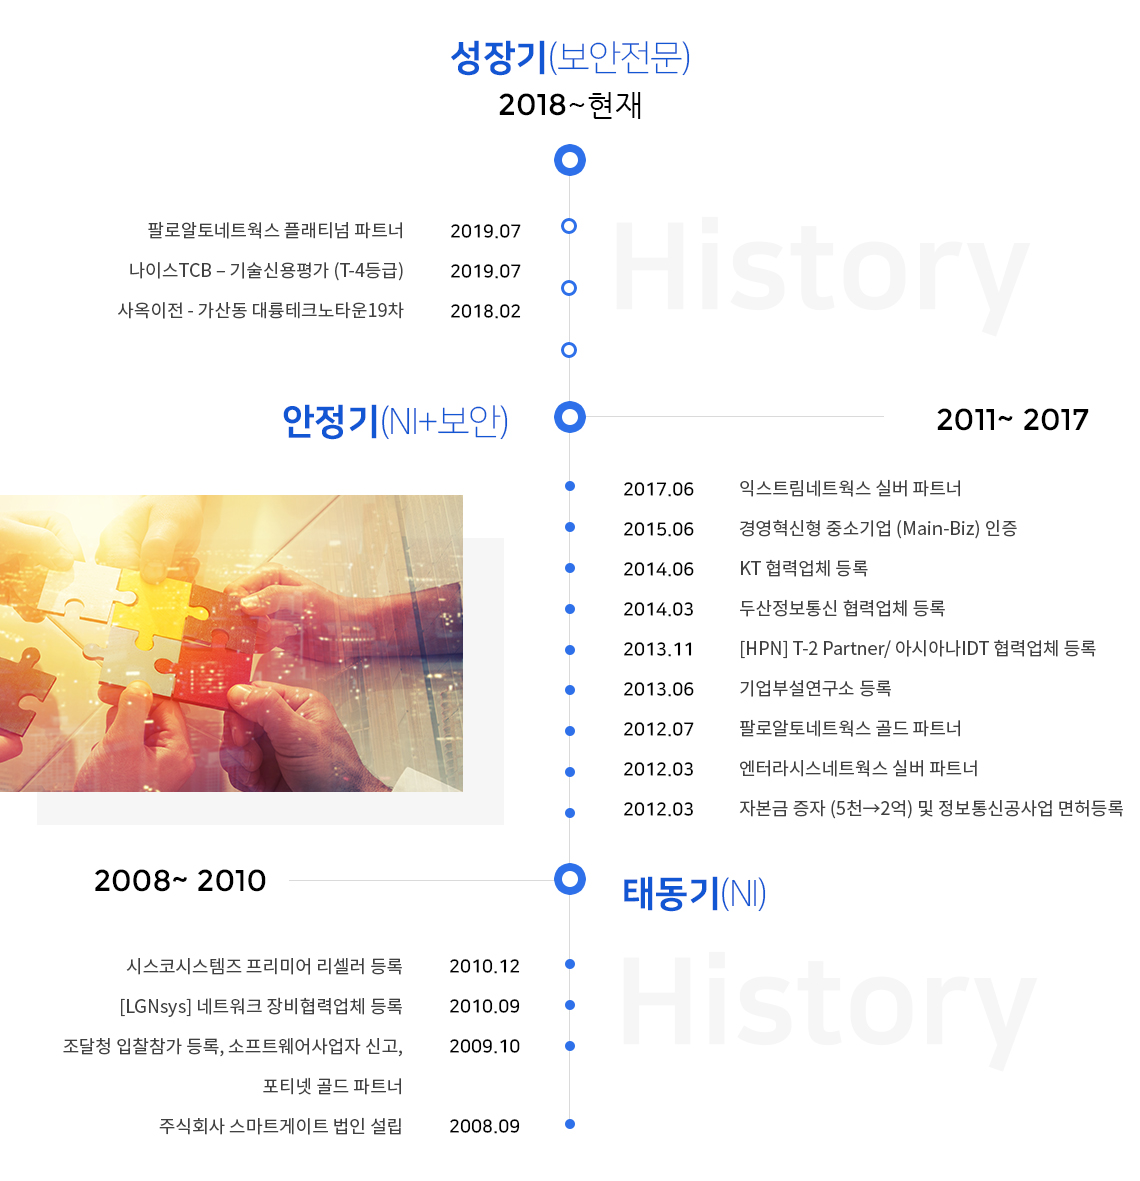 성장기(보안전문)
2018~현재
History
팔로알토네트웍스 플래티넘 파트너 2019.07
나이스TCB – 기술신용평가 (T-4등급) 2019.07
사옥이전 - 가산동 대륭테크노타운19차 2018.02
안정기(NI+보안) 2011~ 2017
2017.06 익스트림네트웍스 실버 파트너
2015.06 경영혁신형 중소기업 (Main-Biz) 인증
2014.06 KT 협력업체 등록
2014.03 두산정보통신 협력업체 등록
2013.11 [HPN] T-2 Partner/ 아시아나IDT 협력업체 등록
2013.06 기업부설연구소 등록
2012.07 팔로알토네트웍스 골드 파트너
2012.03 엔터라시스네트웍스 실버 파트너
2012.03 자본금 증자 (5천→2억) 및 정보통신공사업 면허등록
2008~ 2010 태동기(NI)
History
시스코시스템즈 프리미어 리셀러 등록 2010.12
[LGNsys] 네트워크 장비협력업체 등록 2010.09
조달청 입찰참가 등록, 소프트웨어사업자 신고, 2009.10
포티넷 골드 파트너
주식회사 스마트게이트 법인 설립 2008.09